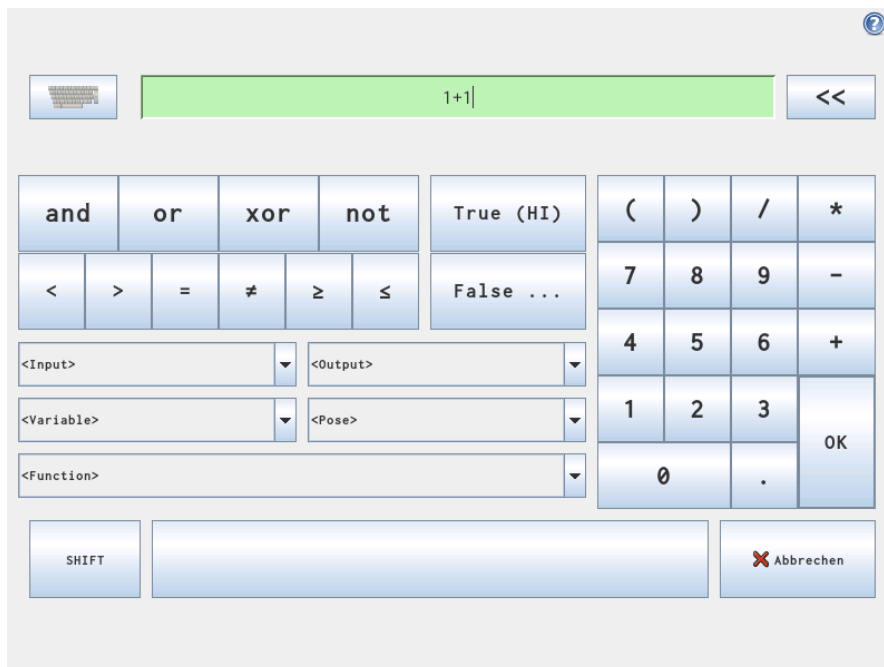 ?
1+1
<<
and or xor not True (HI) ( ) / *
< > = ≠ ≥ ≤ False ... 7 8 9 -
4 5 6 +
<Input> <Output>
1 2 3
<Variable> <Pose>
OK
<Function> 0 .
SHIFT Abbrechen